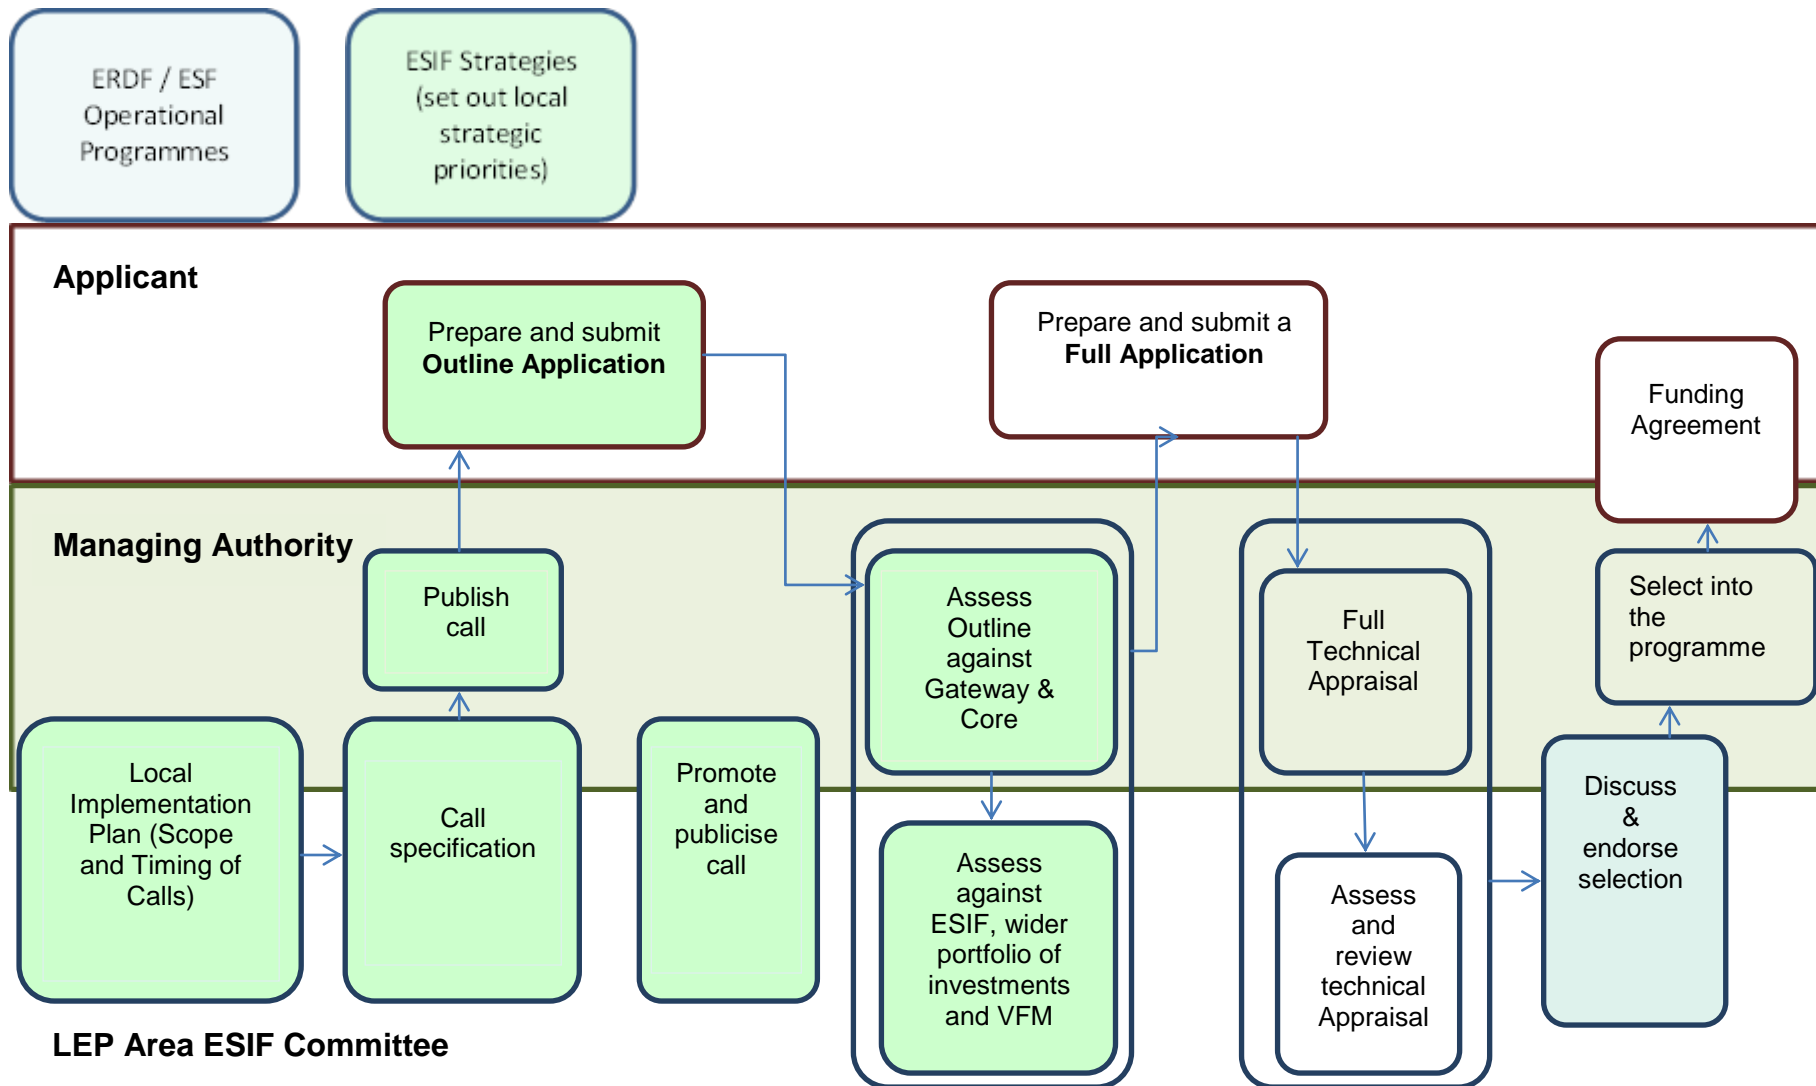 ERDF / ESF
Operational
Programmes
ESIF Strategies
(set out local
strategic
priorities)
Applicant
Prepare and submit
Outline Application
Prepare and submit a
Full Application
Funding
Agreement
Managing Authority
Publish
call
Assess
Outline
against
Gateway &
Core
Full
Technical
Appraisal
Select into
the
programme
Local
Implementation
Plan (Scope
and Timing of
Calls)
Call
specification
Promote
and
publicise
call
Assess
against
ESIF, wider
portfolio of
investments
and VFM
Assess
and
review
technical
Appraisal
Discuss
&
endorse
selection
LEP Area ESIF Committee